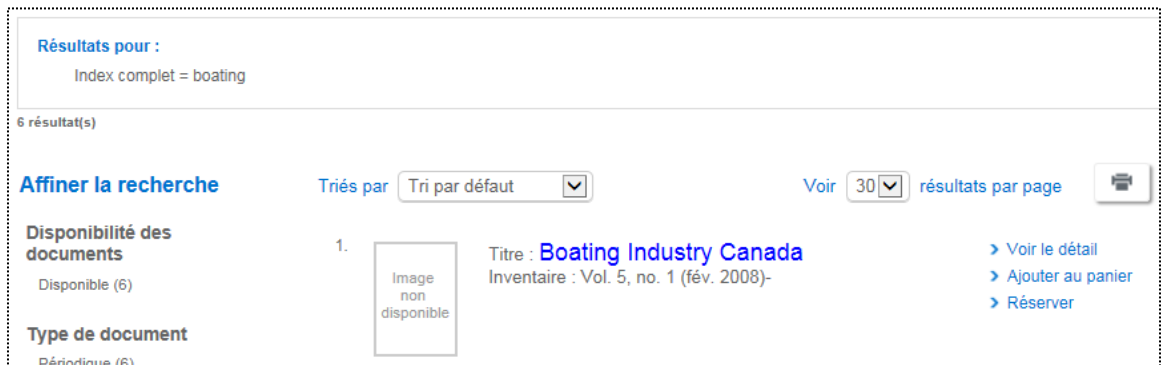 Résultats pour :
Index complet = boating
6 résultat(s)
Affiner la recherche
Triés par Tri par défaut
Voir 30 résultats par page
Disponibilité des
documents
Disponible (6)
Type de document
Périodique (6)
1.
Image
non
disponible
Titre : Boating Industry Canada
Inventaire : Vol. 5, no. 1 (fév. 2008)-
> Voir le détail
> Ajouter au panier
> Réserver